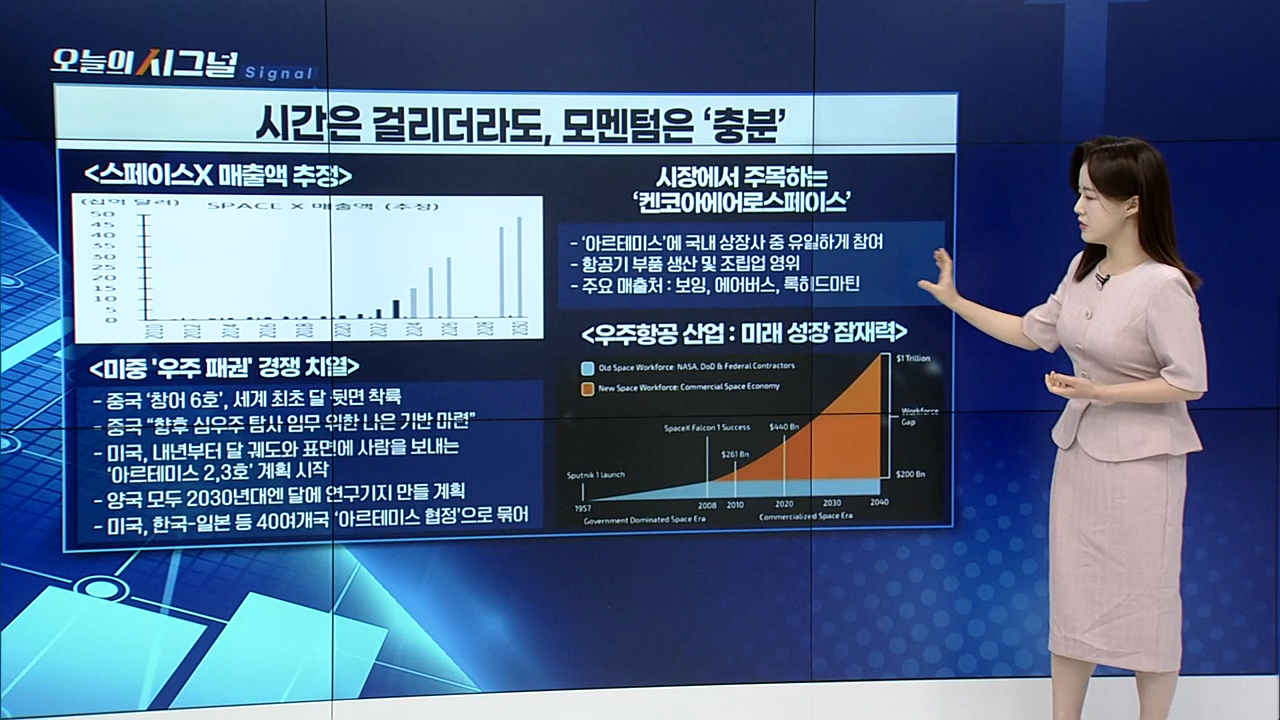 오늘의 시그널 Signal
시간은 걸리더라도, 모멘텀은 ‘충분’
<스페이스X 매출액 추정>
(십억 달러) SPACE X 매출액 (추정)
50
45
40
35
30
25
20
15
10
5
0
2010 2012 2014 2016 2018 2020 2022 2024 2026 2028 2030
<미중 '우주 패권' 경쟁 치열>
- 중국 ‘창어 6호’, 세계 최초 달 뒷면 착륙
- 중국 “향후 심우주 탐사 임무 위한 나은 기반 마련”
- 미국, 내년부터 달 궤도와 표면에 사람을 보내는
‘아르테미스 2,3호’ 계획 시작
- 양국 모두 2030년대엔 달에 연구기지 만들 계획
- 미국, 한국-일본 등 40여개국 ‘아르테미스 협정’으로 묶어
시장에서 주목하는
‘켄코아에어로스페이스’
- ‘아르테미스’에 국내 상장사 중 유일하게 참여
- 항공기 부품 생산 및 조립업 영위
- 주요 매출처 : 보잉, 에어버스, 록히드마틴
<우주항공 산업 : 미래 성장 잠재력>
Old Space Workforce: NASA, DoD & Federal Contractors
New Space Workforce: Commercial Space Economy
$1 Trillion
Workforce
Gap
SpaceX Falcon 1 Success
$440 Bn
$261 Bn
Sputnik 1 launch
$200 Bn
1957 2008 2010 2020 2030 2040
Government Dominated Space Era
Commercialized Space Era